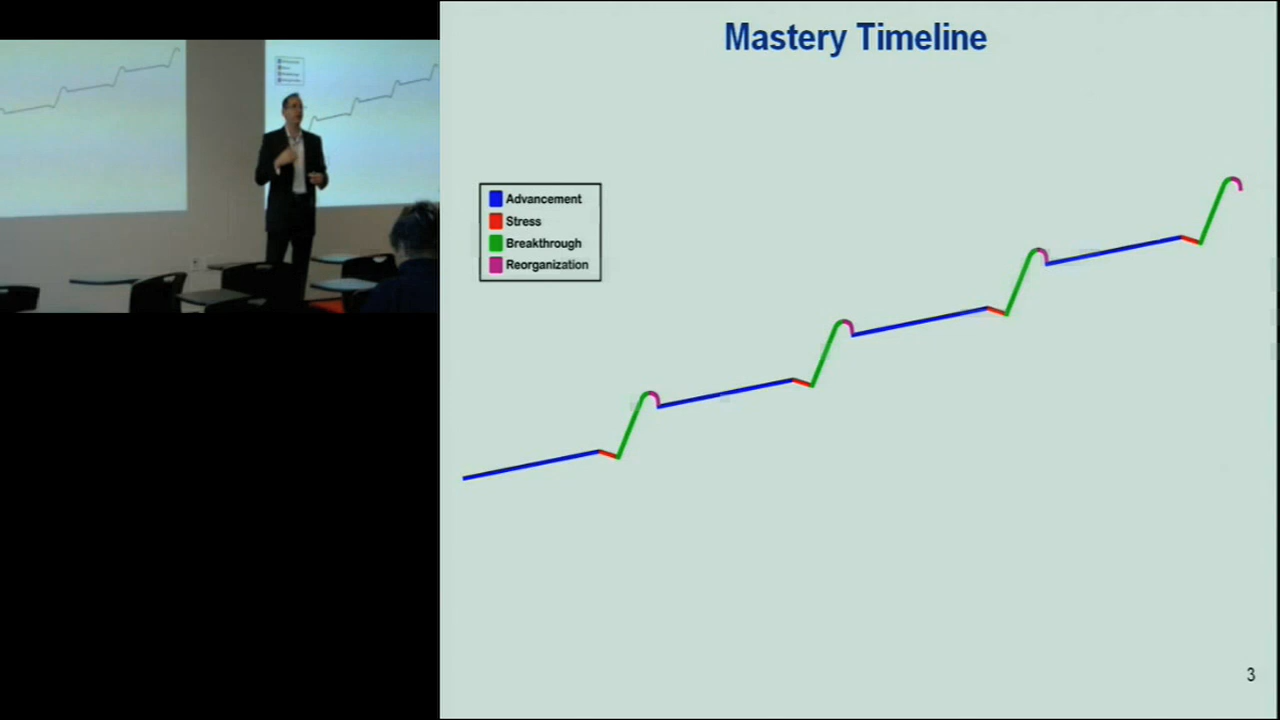 Mastery Timeline
Advancement
Stress
Breakthrough
Reorganization
3